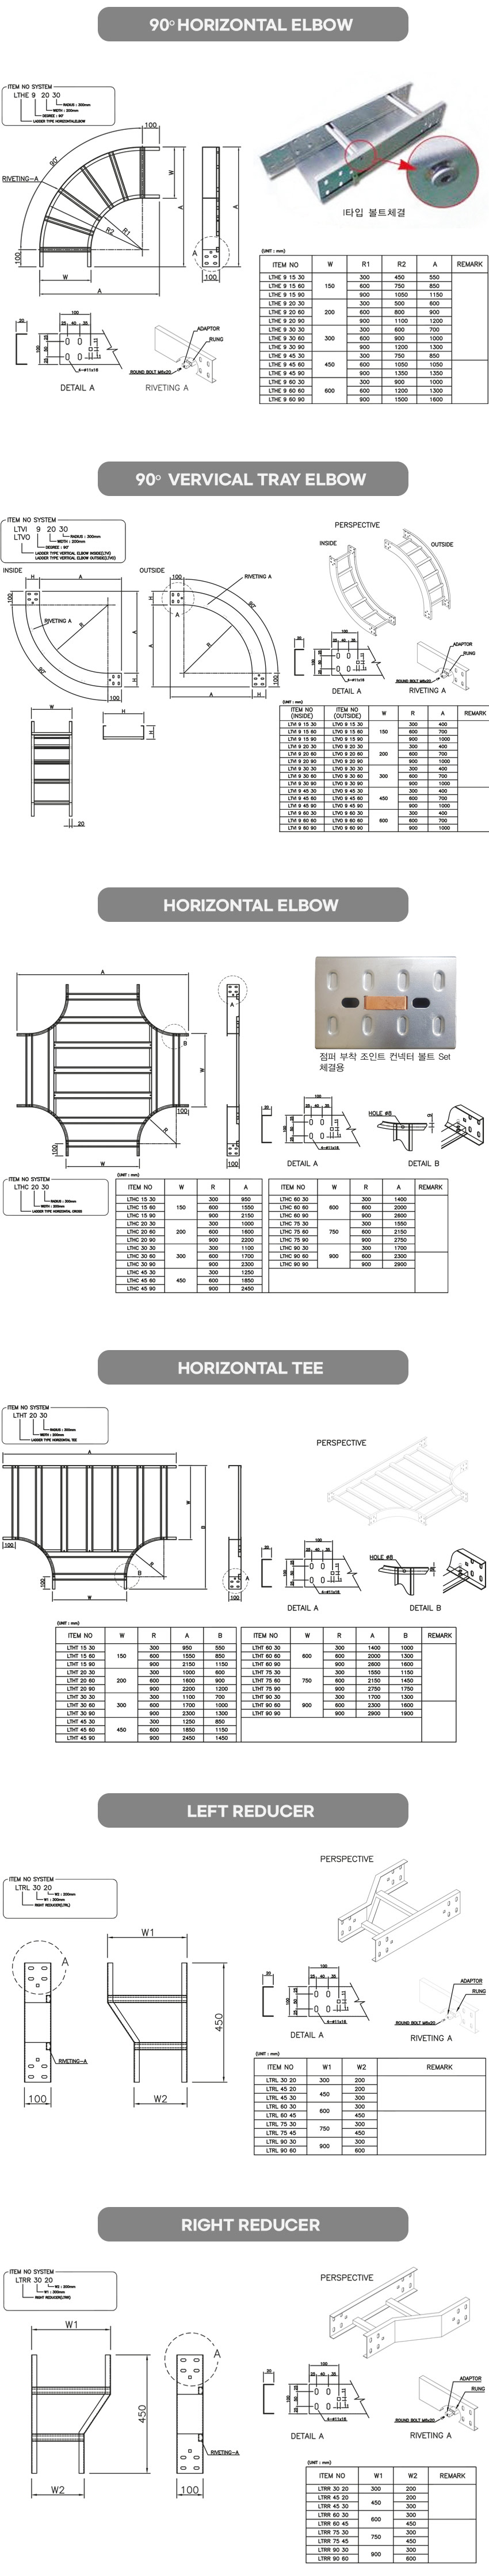 90° HORIZONTAL ELBOW
ITEM NO SYSTEM
LTHE 9 20 30
RADIUS : 300mm
WIDTH : 200mm
DEGREE : 90°
LADDER TYPE HORIZONTALELBOW
RIVETING-A
DETAIL A
RIVETING A
ADAPTOR
RUNG
ROUND BOLT M6x20
4-ø11x16
I타입 볼트체결
(UNIT : mm)
ITEM NO W R1 R2 A REMARK
LTHE 9 15 30 300 450 550
LTHE 9 15 60 150 600 750 850
LTHE 9 15 90 900 1050 1150
LTHE 9 20 30 300 500 600
LTHE 9 20 60 200 600 800 900
LTHE 9 20 90 900 1100 1200
LTHE 9 30 30 300 600 700
LTHE 9 30 60 300 600 900 1000
LTHE 9 30 90 900 1200 1300
LTHE 9 45 30 300 750 850
LTHE 9 45 60 450 600 1050 1050
LTHE 9 45 90 900 1350 1350
LTHE 9 60 30 300 900 1000
LTHE 9 60 60 600 600 1200 1300
LTHE 9 60 90 900 1500 1600
90° VERVICAL TRAY ELBOW
ITEM NO SYSTEM
LTVI 9 20 30
LTVO
RADIUS : 300mm
WIDTH : 200mm
DEGREE : 90°
LADDER TYPE VERTICAL ELBOW INSIDE(LTVI)
LADDER TYPE VERTICAL ELBOW OUTSIDE(LTVO)
INSIDE
OUTSIDE
RIVETING A
RIVETING A
PERSPECTIVE
INSIDE
OUTSIDE
DETAIL A
RIVETING A
ADAPTOR
RUNG
ROUND BOLT M6x20
(UNIT : mm)
ITEM NO (INSIDE) ITEM NO (OUTSIDE) W R A REMARK
LTVI 9 15 30 LTVO 9 15 30 300 400
LTVI 9 15 60 LTVO 9 15 60 150 600 700
LTVI 9 15 90 LTVO 9 15 90 900 1000
LTVI 9 20 30 LTVO 9 20 30 300 400
LTVI 9 20 60 LTVO 9 20 60 200 600 700
LTVI 9 20 90 LTVO 9 20 90 900 1000
LTVI 9 30 30 LTVO 9 30 30 300 400
LTVI 9 30 60 LTVO 9 30 60 300 600 700
LTVI 9 30 90 LTVO 9 30 90 900 1000
LTVI 9 45 30 LTVO 9 45 30 300 400
LTVI 9 45 60 LTVO 9 45 60 450 600 700
LTVI 9 45 90 LTVO 9 45 90 900 1000
LTVI 9 60 30 LTVO 9 60 30 300 400
LTVI 9 60 60 LTVO 9 60 60 600 600 700
LTVI 9 60 90 LTVO 9 60 90 900 1000
HORIZONTAL ELBOW
점퍼 부착 조인트 컨넥터 볼트 Set
체결용
HOLE #8
DETAIL A
DETAIL B
ITEM NO SYSTEM
LTHC 20 30
RADIUS : 300mm
WIDTH : 200mm
LADDER TYPE HORIZONTAL CROSS
(UNIT : mm)
ITEM NO W R A ITEM NO W R A REMARK
LTHC 15 30 300 950 LTHC 60 30 300 1400
LTHC 15 60 150 600 1550 LTHC 60 60 600 600 2000
LTHC 15 90 900 2150 LTHC 60 90 900 2600
LTHC 20 30 300 1000 LTHC 75 30 300 1550
LTHC 20 60 200 600 1600 LTHC 75 60 750 600 2150
LTHC 20 90 900 2200 LTHC 75 90 900 2750
LTHC 30 30 300 1100 LTHC 90 30 300 1700
LTHC 30 60 300 600 1700 LTHC 90 60 900 600 2300
LTHC 30 90 900 2300 LTHC 90 90 900 2900
LTHC 45 30 300 1250
LTHC 45 60 450 600 1850
LTHC 45 90 900 2450
HORIZONTAL TEE
ITEM NO SYSTEM
LTHT 20 30
RADIUS : 300mm
WIDTH : 200mm
LADDER TYPE HORIZONTAL TEE
PERSPECTIVE
HOLE #8
DETAIL A
DETAIL B
(UNIT : mm)
ITEM NO W R A B ITEM NO W R A B REMARK
LTHT 15 30 300 950 550 LTHT 60 30 300 1400 1000
LTHT 15 60 150 600 1550 850 LTHT 60 60 600 600 2000 1300
LTHT 15 90 900 2150 1150 LTHT 60 90 900 2600 1600
LTHT 20 30 300 1000 600 LTHT 75 30 300 1550 1150
LTHT 20 60 200 600 1600 900 LTHT 75 60 750 600 2150 1450
LTHT 20 90 900 2200 1200 LTHT 75 90 900 2750 1750
LTHT 30 30 300 1100 700 LTHT 90 30 300 1700 1300
LTHT 30 60 300 600 1700 1000 LTHT 90 60 900 600 2300 1600
LTHT 30 90 900 2300 1300 LTHT 90 90 900 2900 1900
LTHT 45 30 300 1250 850
LTHT 45 60 450 600 1850 1150
LTHT 45 90 900 2450 1450
LEFT REDUCER
ITEM NO SYSTEM
LTRL 30 20
W2 : 200mm
W1 : 300mm
RIGHT REDUCER(LTRL)
PERSPECTIVE
W1
A
450
RIVETING-A
100
W2
DETAIL A
ADAPTOR
RUNG
ROUND BOLT M6x20
RIVETING A
(UNIT : mm)
ITEM NO W1 W2 REMARK
LTRL 30 20 300 200
LTRL 45 20 450 200
LTRL 45 30 300
LTRL 60 30 600 300
LTRL 60 45 450
LTRL 75 30 750 300
LTRL 75 45 450
LTRL 90 30 900 300
LTRL 90 60 600
RIGHT REDUCER
ITEM NO SYSTEM
LTRR 30 20
W2 : 200mm
W1 : 300mm
RIGHT REDUCER(LTRR)
PERSPECTIVE
W1
A
450
RIVETING-A
W2
100
DETAIL A
ADAPTOR
RUNG
ROUND BOLT M6x20
RIVETING A
(UNIT : mm)
ITEM NO W1 W2 REMARK
LTRR 30 20 300 200
LTRR 45 20 450 200
LTRR 45 30 300
LTRR 60 30 600 300
LTRR 60 45 450
LTRR 75 30 750 300
LTRR 75 45 450
LTRR 90 30 900 300
LTRR 90 60 600